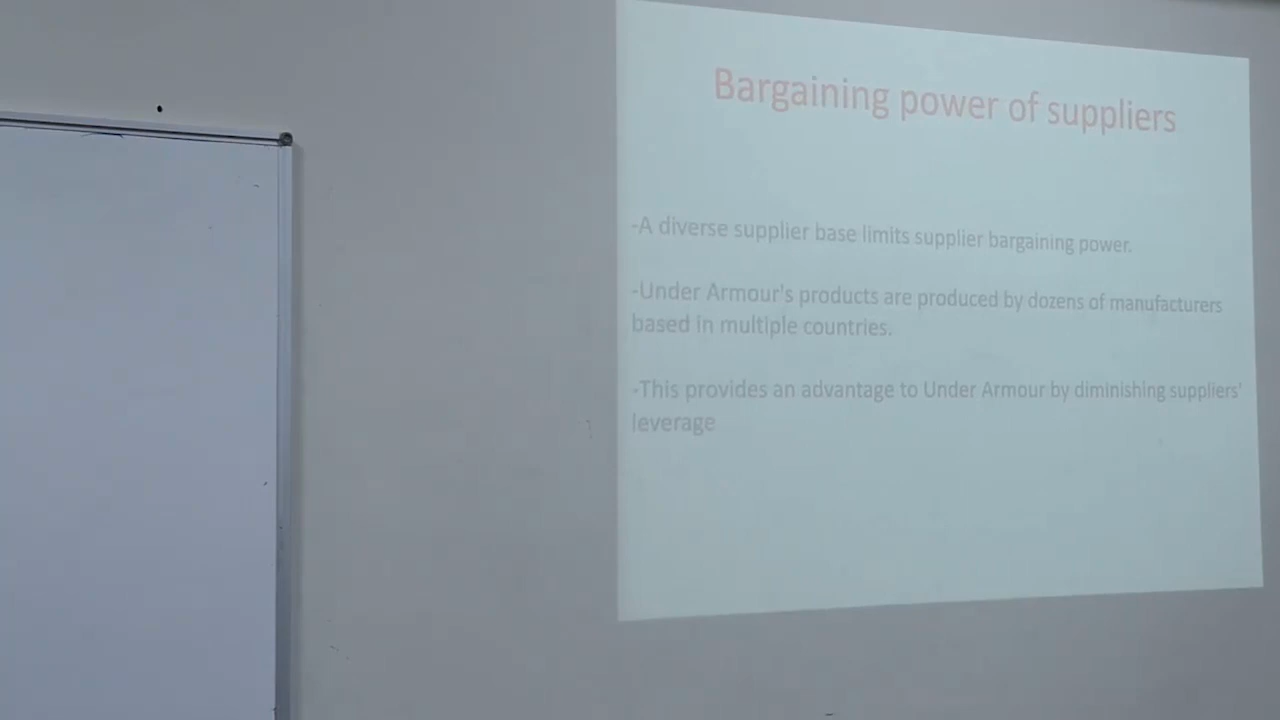 Bargaining power of suppliers
-A diverse supplier base limits supplier bargaining power.
-Under Armour's products are produced by dozens of manufacturers
based in multiple countries.
-This provides an advantage to Under Armour by diminishing suppliers'
leverage